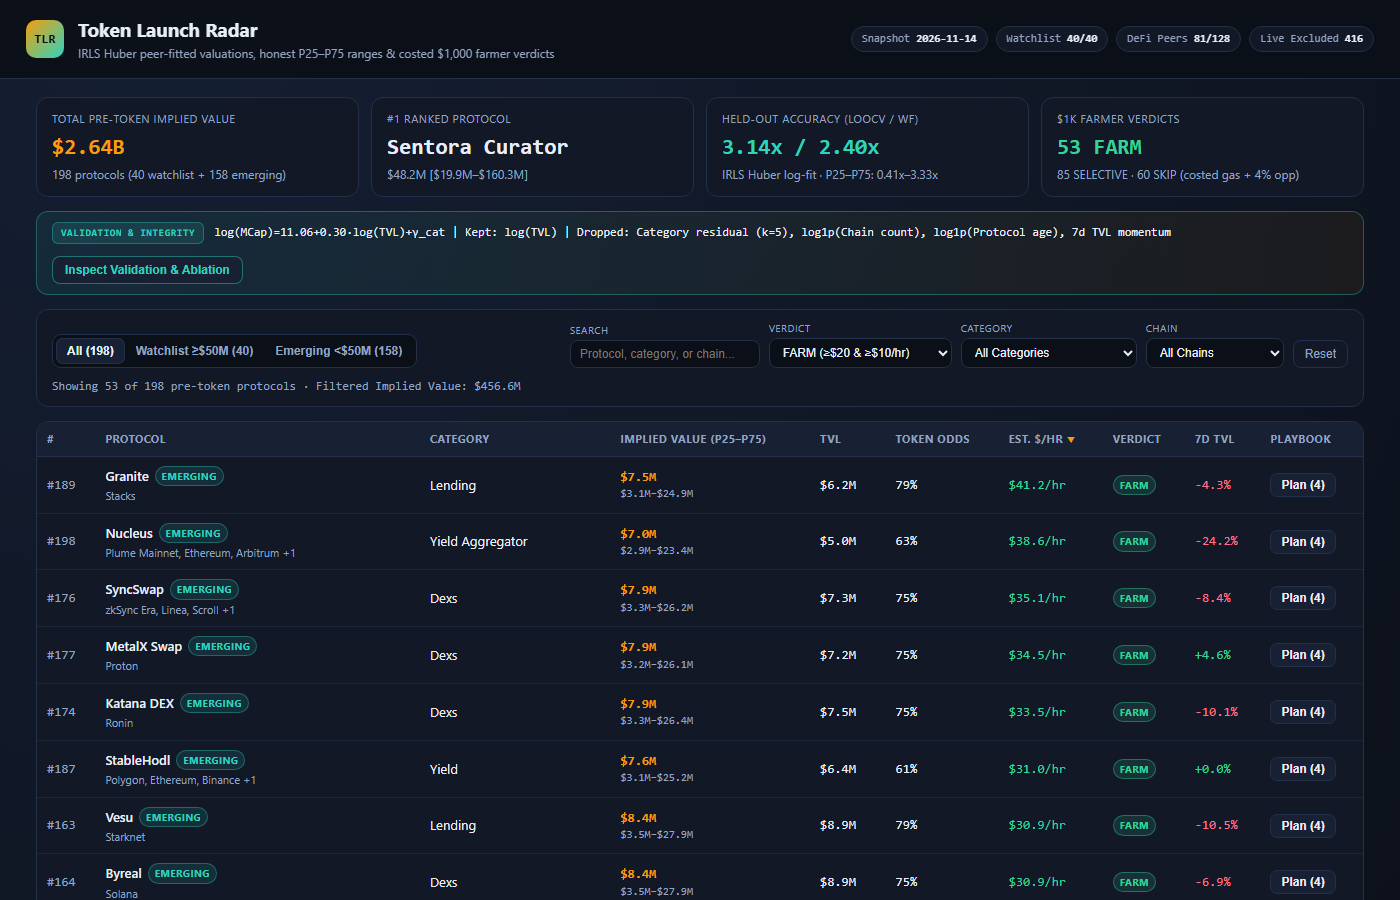 TLR
Token Launch Radar
IRLS Huber peer-fitted valuations, honest P25–P75 ranges & costed $1,000 farmer verdicts
Snapshot 2026-11-14
Watchlist 40/40
DeFi Peers 81/128
Live Excluded 416
TOTAL PRE-TOKEN IMPLIED VALUE
$2.64B
198 protocols (40 watchlist + 158 emerging)
#1 RANKED PROTOCOL
Sentora Curator
$48.2M [$19.9M–$160.3M]
HELD-OUT ACCURACY (LOOCV / WF)
3.14x / 2.40x
IRLS Huber log-fit · P25–P75: 0.41x–3.33x
$1K FARMER VERDICTS
53 FARM
85 SELECTIVE · 60 SKIP (costed gas + 4% opp)
VALIDATION & INTEGRITY
log(MCap)=11.06+0.30·log(TVL)+γ_cat | Kept: log(TVL) | Dropped: Category residual (k=5), log1p(Chain count), log1p(Protocol age), 7d TVL momentum
Inspect Validation & Ablation
All (198)
Watchlist ≥$50M (40)
Emerging <$50M (158)
SEARCH
Protocol, category, or chain...
VERDICT
FARM (≥$20 & ≥$10/hr)
CATEGORY
All Categories
CHAIN
All Chains
Reset
Showing 53 of 198 pre-token protocols · Filtered Implied Value: $456.6M
# PROTOCOL CATEGORY IMPLIED VALUE (P25–P75) TVL TOKEN ODDS EST. $/HR ▼ VERDICT 7D TVL PLAYBOOK
#189 Granite EMERGING Lending $7.5M $6.2M 79% $41.2/hr FARM -4.3% Plan (4)
Stacks $3.1M–$24.9M
#198 Nucleus EMERGING Yield Aggregator $7.0M $5.0M 63% $38.6/hr FARM -24.2% Plan (4)
Plume Mainnet, Ethereum, Arbitrum +1 $2.9M–$23.4M
#176 SyncSwap EMERGING Dexs $7.9M $7.3M 75% $35.1/hr FARM -8.4% Plan (4)
zkSync Era, Linea, Scroll +1 $3.3M–$26.2M
#177 MetalX Swap EMERGING Dexs $7.9M $7.2M 75% $34.5/hr FARM +4.6% Plan (4)
Proton $3.2M–$26.1M
#174 Katana DEX EMERGING Dexs $7.9M $7.5M 75% $33.5/hr FARM -10.1% Plan (4)
Ronin $3.3M–$26.4M
#187 StableHodl EMERGING Yield $7.6M $6.4M 61% $31.0/hr FARM +0.0% Plan (4)
Polygon, Ethereum, Binance +1 $3.1M–$25.2M
#163 Vesu EMERGING Lending $8.4M $8.9M 79% $30.9/hr FARM -10.5% Plan (4)
Starknet $3.5M–$27.9M
#164 Byreal EMERGING Dexs $8.4M $8.9M 75% $30.9/hr FARM -6.9% Plan (4)
Solana $3.5M–$27.9M